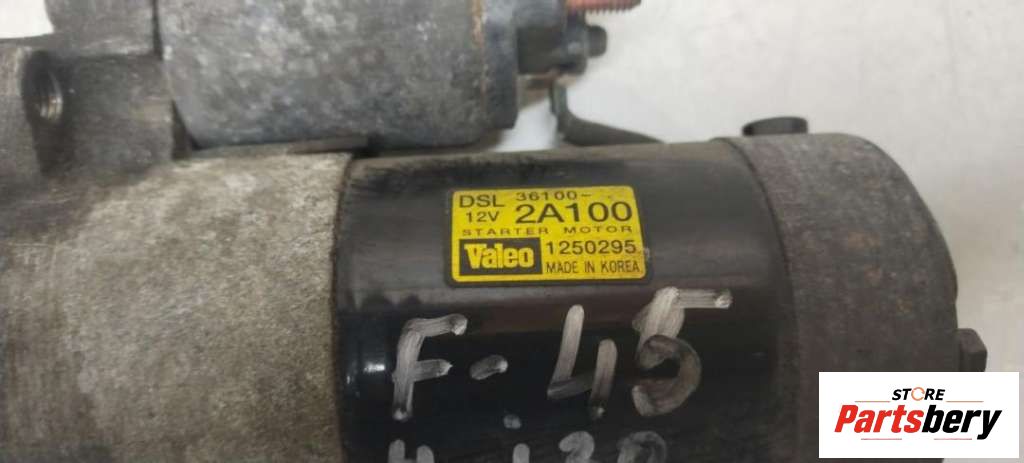 DSL 36100-
12V 2A100
STARTER MOTOR
Valeo 1250295
MADE IN KOREA
F-45
STORE
Partsbery